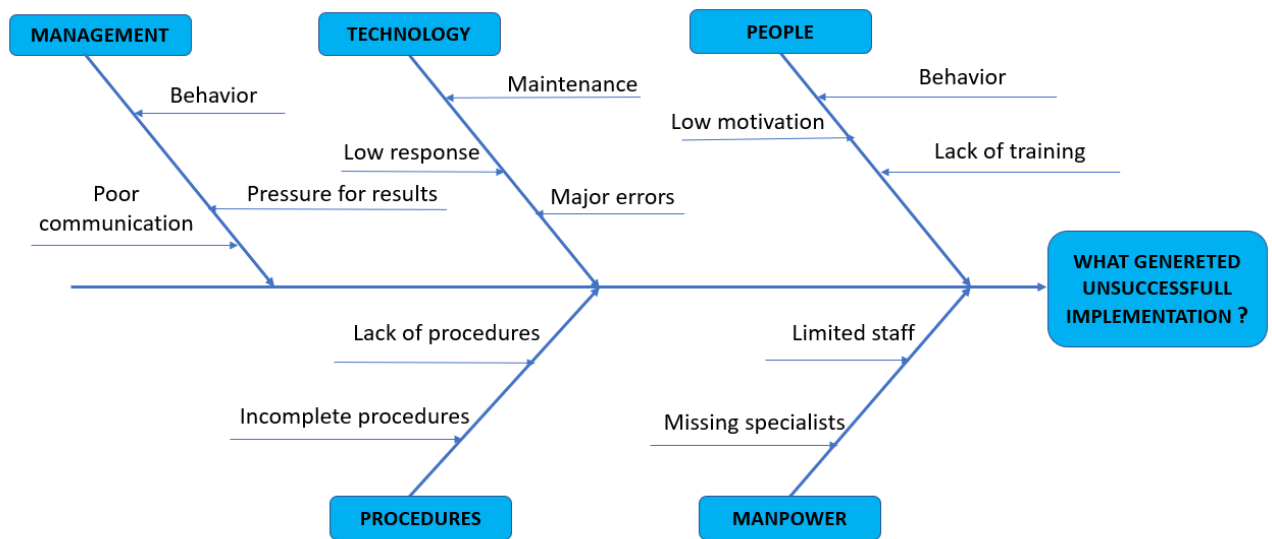 MANAGEMENT
TECHNOLOGY
PEOPLE
Behavior
Maintenance
Behavior
Low motivation
Low response
Lack of training
Poor
communication
Pressure for results
Major errors
WHAT GENERETED
UNSUCCESSFULL
IMPLEMENTATION ?
Lack of procedures
Limited staff
Incomplete procedures
Missing specialists
PROCEDURES
MANPOWER